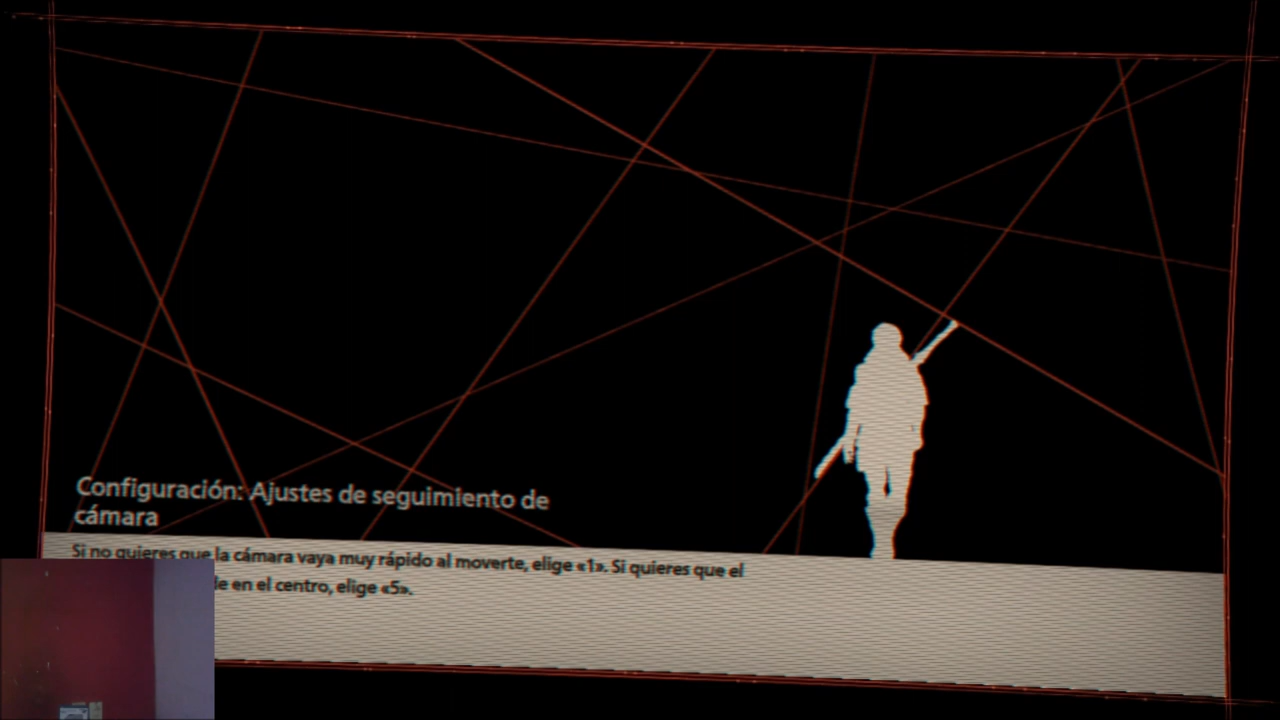 Configuración: Ajustes de seguimiento de
cámara
Si no quieres que la cámara vaya muy rápido al moverte, elige «1». Si quieres que el
en el centro, elige «5».